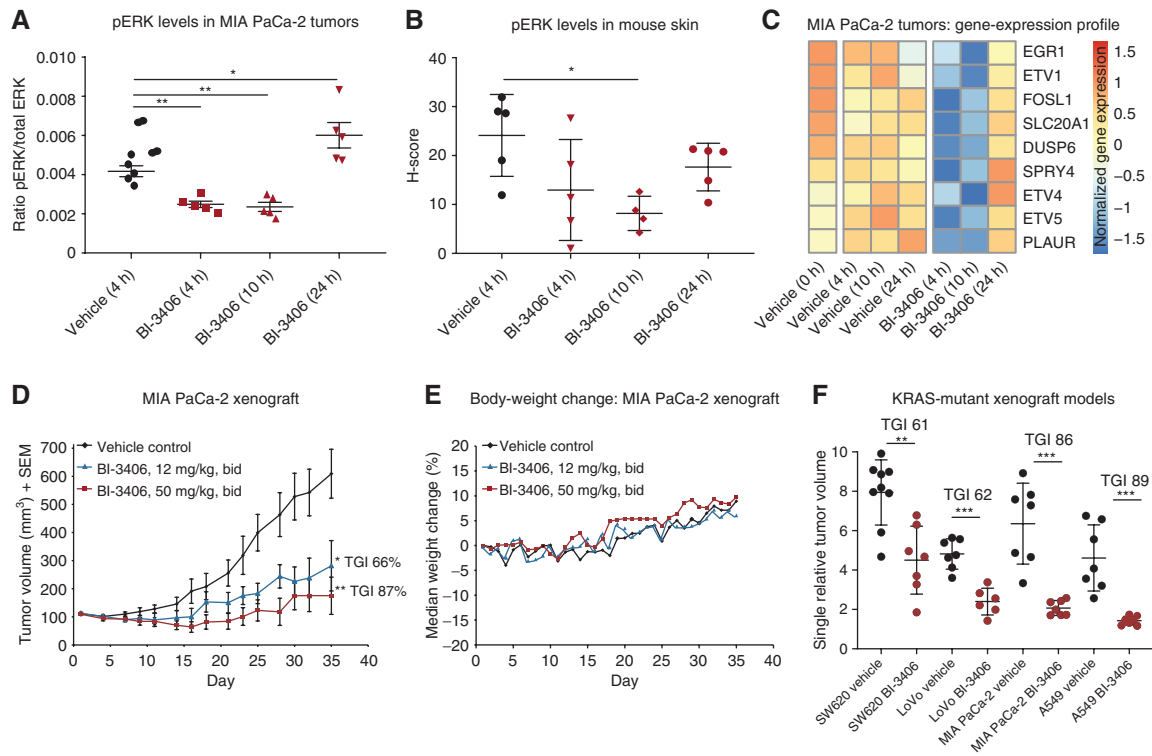 A
pERK levels in MIA PaCa-2 tumors
Ratio pERK/total ERK
0.010
0.008
0.006
0.004
0.002
0
*
**
**
Vehicle (4 h)
BI-3406 (4 h)
BI-3406 (10 h)
BI-3406 (24 h)
B
pERK levels in mouse skin
H-score
60
40
20
0
*
Vehicle (4 h)
BI-3406 (4 h)
BI-3406 (10 h)
BI-3406 (24 h)
C
MIA PaCa-2 tumors: gene-expression profile
EGR1
ETV1
FOSL1
SLC20A1
DUSP6
SPRY4
ETV4
ETV5
PLAUR
Normalized gene expression
1.5
1
0.5
0
−0.5
−1
−1.5
Vehicle (0 h)
Vehicle (4 h)
Vehicle (10 h)
Vehicle (24 h)
BI-3406 (4 h)
BI-3406 (10 h)
BI-3406 (24 h)
D
MIA PaCa-2 xenograft
Tumor volume (mm³) + SEM
700
600
500
400
300
200
100
0
Vehicle control
BI-3406, 12 mg/kg, bid
BI-3406, 50 mg/kg, bid
* TGI 66%
** TGI 87%
0 5 10 15 20 25 30 35 40
Day
E
Body-weight change: MIA PaCa-2 xenograft
Median weight change (%)
20
15
10
5
0
−5
−10
−15
−20
Vehicle control
BI-3406, 12 mg/kg, bid
BI-3406, 50 mg/kg, bid
0 5 10 15 20 25 30 35 40
Day
F
KRAS-mutant xenograft models
Single relative tumor volume
10
8
6
4
2
0
TGI 61
**
TGI 62
***
TGI 86
***
TGI 89
***
SW620 vehicle
SW620 BI-3406
LoVo vehicle
LoVo BI-3406
MIA PaCa-2 vehicle
MIA PaCa-2 BI-3406
A549 vehicle
A549 BI-3406